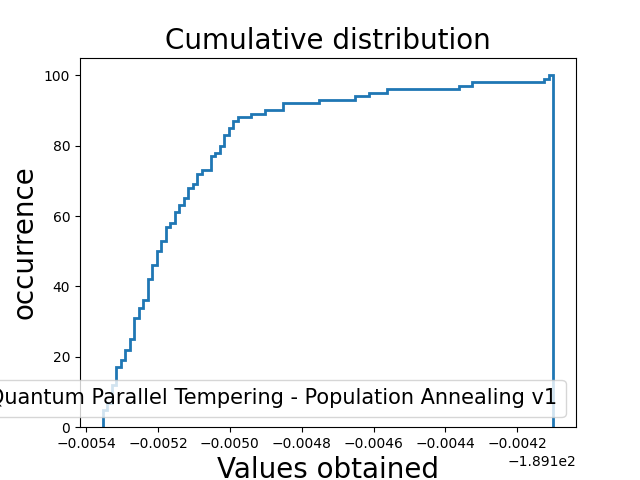 Cumulative distribution
occurrence
100
80
60
40
20
0
Quantum Parallel Tempering - Population Annealing v1
−0.0054 −0.0052 −0.0050 −0.0048 −0.0046 −0.0044 −0.0042
−1.891e2
Values obtained